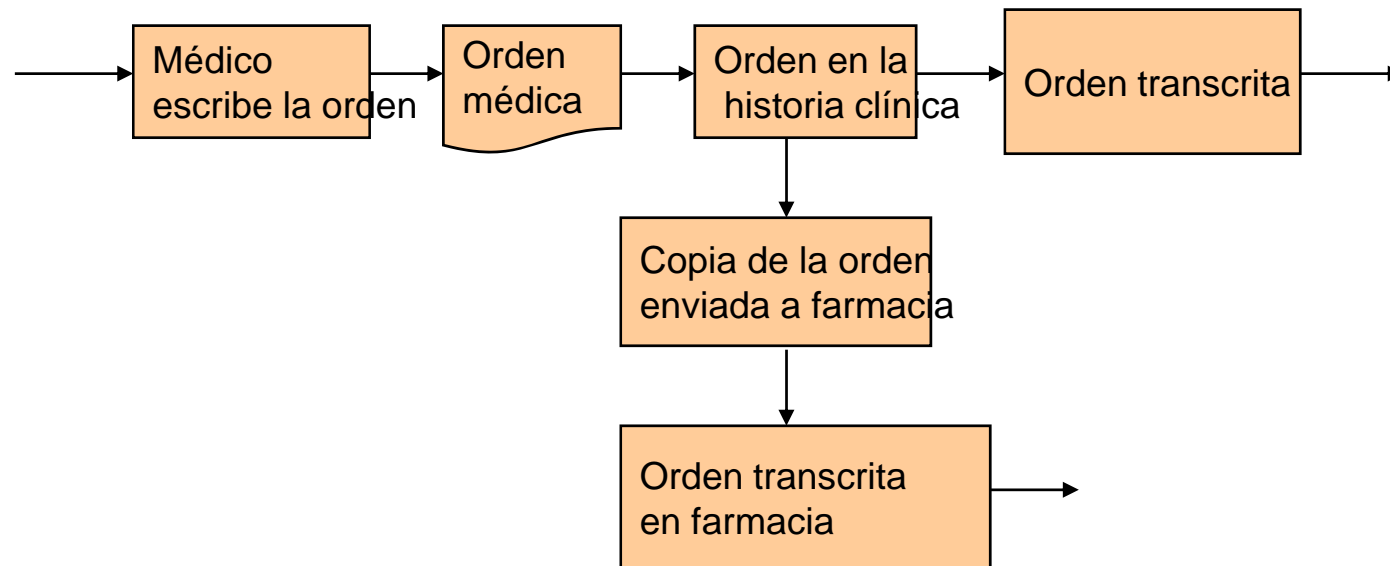 Médico
escribe la orden
Orden
médica
Orden en la
historia clínica
Orden transcrita
Copia de la orden
enviada a farmacia
Orden transcrita
en farmacia